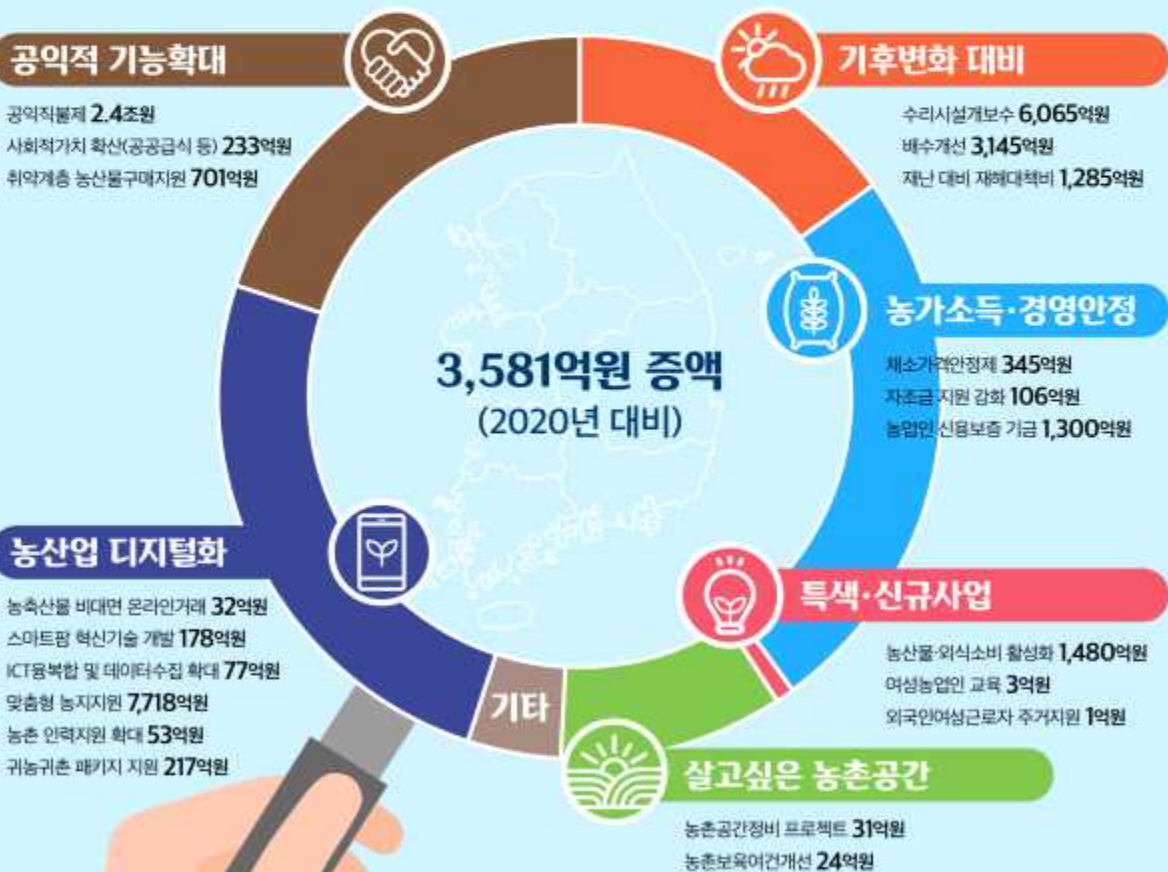 공익적 기능확대
공익직불제 2.4조원
사회적가치 확산(공공급식 등) 233억원
취약계층 농산물구매지원 701억원
기후변화 대비
수리시설개보수 6,065억원
배수개선 3,145억원
재난 대비 재해대책비 1,285억원
농가소득·경영안정
채소가격안정제 345억원
자조금 지원 강화 106억원
농업인 신용보증 기금 1,300억원
3,581억원 증액
(2020년 대비)
농산업 디지털화
농축산물 비대면 온라인거래 32억원
스마트팜 혁신기술 개발 178억원
ICT융복합 및 데이터수집 확대 77억원
맞춤형 농지지원 7,718억원
농촌 인력지원 확대 53억원
귀농귀촌 패키지 지원 217억원
기타
특색·신규사업
농산물·외식소비 활성화 1,480억원
여성농업인 교육 3억원
외국인여성근로자 주거지원 1억원
살고싶은 농촌공간
농촌공간정비 프로젝트 31억원
농촌보육여건개선 24억원